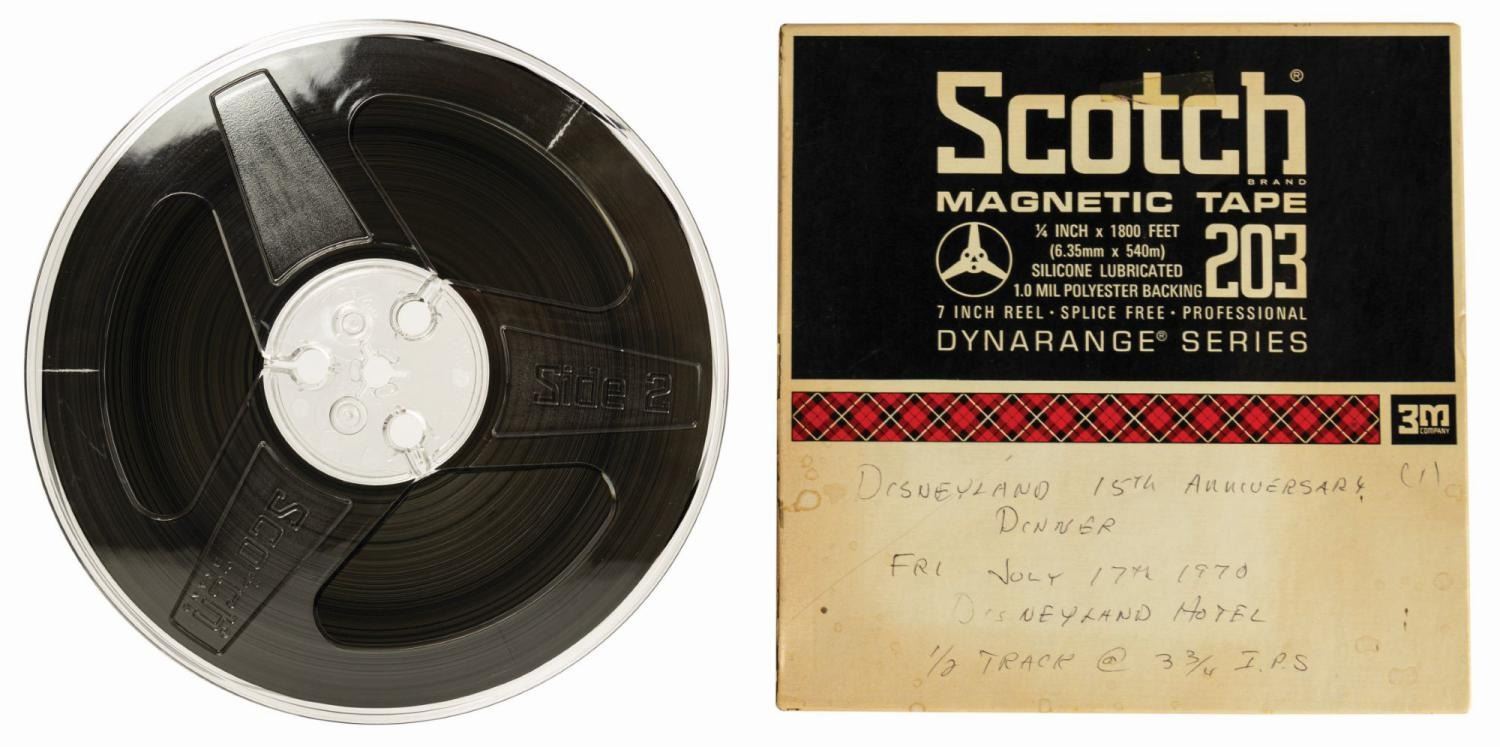 Side 2
Scotch
Scotch®
BRAND
MAGNETIC TAPE
¼ INCH x 1800 FEET
(6.35mm x 540m)
SILICONE LUBRICATED
1.0 MIL POLYESTER BACKING
203
7 INCH REEL · SPLICE FREE · PROFESSIONAL
DYNARANGE® SERIES
3M
COMPANY
DISNEYLAND 15TH ANNIVERSARY (1)
DINNER
FRI JULY 17TH 1970
DISNEYLAND HOTEL
1/2 TRACK @ 3 3/4 I.P.S